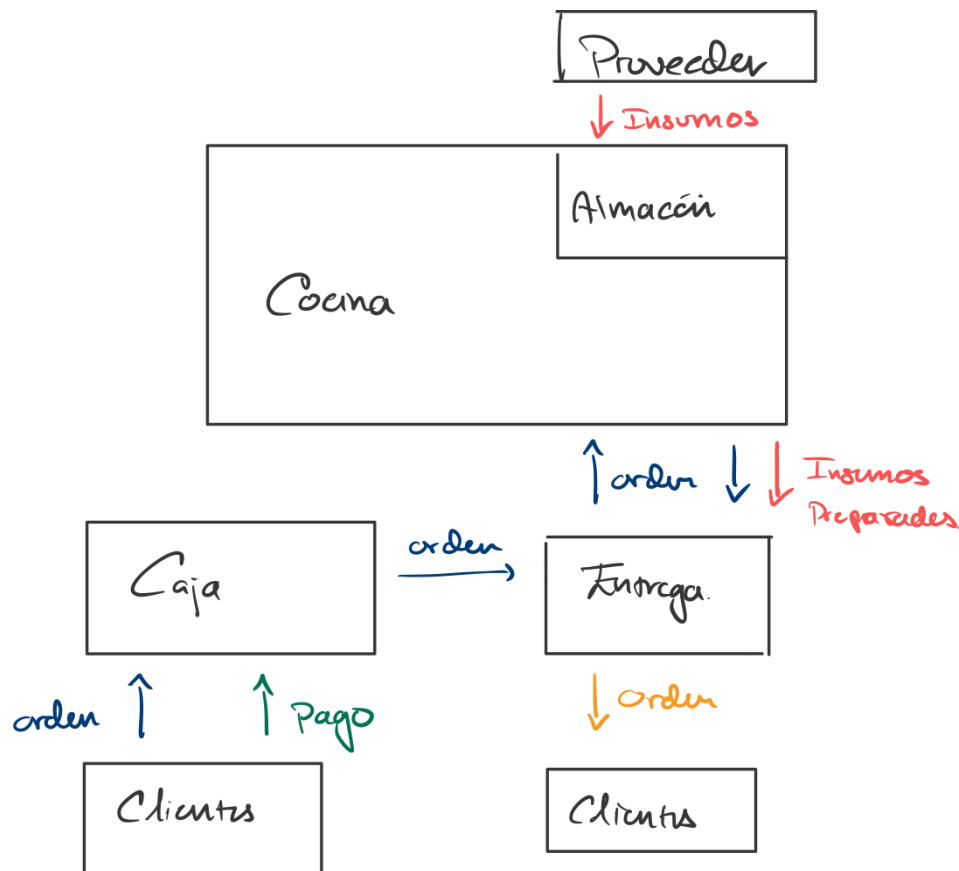 Proveedor
Insumos
Almacén
Cocina
orden
Insumos
Preparados
orden
Caja
Entrega.
orden
Pago
Orden
Clientes
Clientes